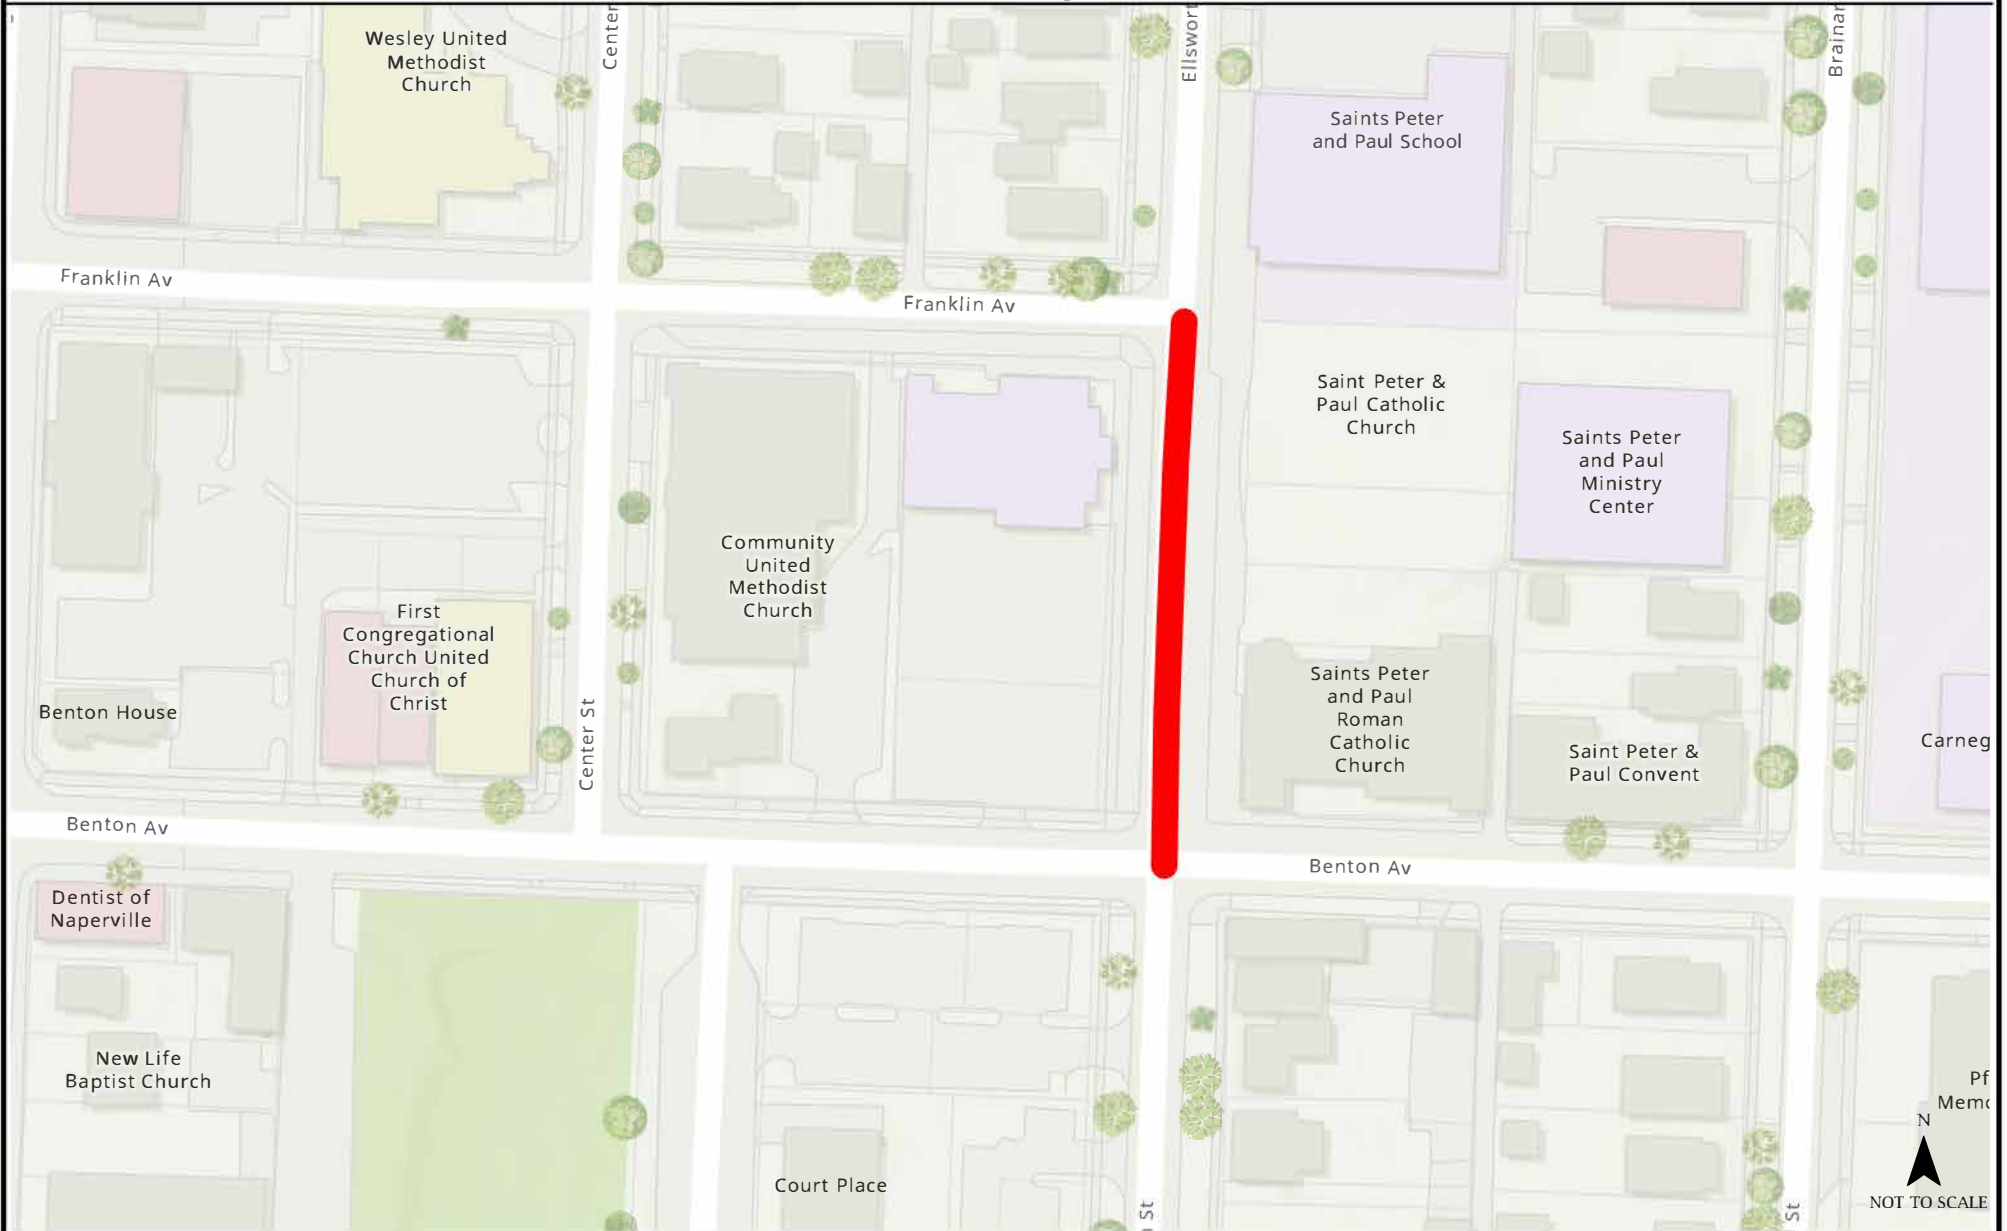 Wesley United
Methodist
Church
Center
Ellswort
Brainar
Saints Peter
and Paul School
Franklin Av
Franklin Av
Saint Peter &
Paul Catholic
Church
Saints Peter
and Paul
Ministry
Center
Community
United
Methodist
Church
First
Congregational
Church United
Church of
Christ
Benton House
Center St
Saints Peter
and Paul
Roman
Catholic
Church
Saint Peter &
Paul Convent
Carneg
Benton Av
Benton Av
Dentist of
Naperville
New Life
Baptist Church
Court Place
St
St
Pf
Memo
N
NOT TO SCALE